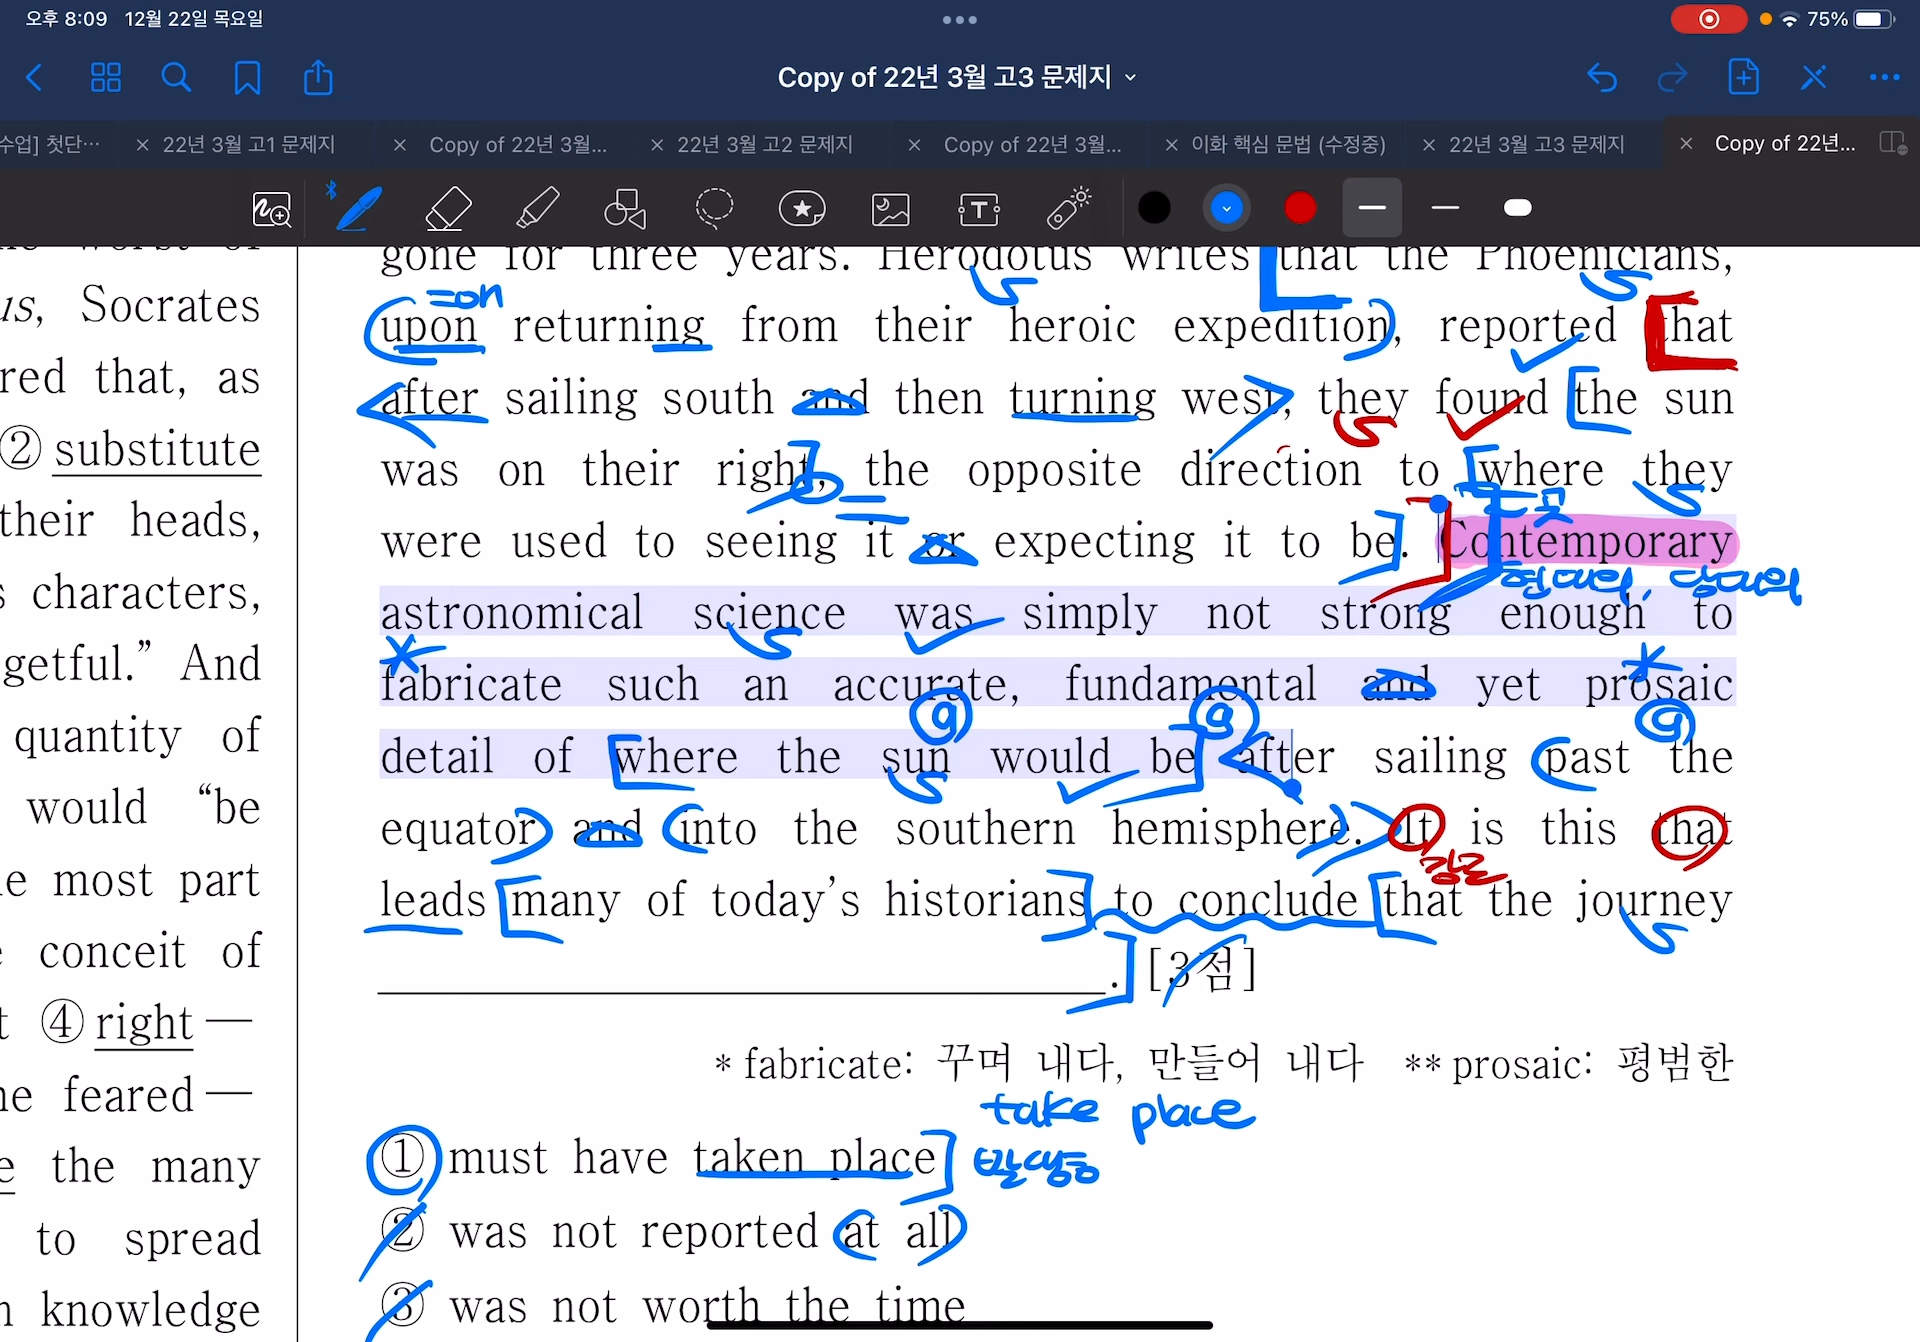 오후 8:09 12월 22일 목요일
75%
Copy of 22년 3월 고3 문제지
수업] 첫단… × 22년 3월 고1 문제지 × Copy of 22년 3월... × 22년 3월 고2 문제지 × Copy of 22년 3월... × 이화 핵심 문법 (수정중) × 22년 3월 고3 문제지 × Copy of 22년...
worst of
us, Socrates
red that, as
② substitute
their heads,
s characters,
getful.” And
quantity of
would “be
e most part
e conceit of
t ④ right —
ne feared —
e the many
to spread
n knowledge
gone for three years. Herodotus writes that the Phoenicians,
=on
upon returning from their heroic expedition), reported that
after sailing south and then turning west, they found the sun
was on their right, the opposite direction to where they
were used to seeing it or expecting it to be. Contemporary
현대의, 당대의
astronomical science was simply not strong enough to
fabricate such an accurate, fundamental and yet prosaic
ⓐ ⓐ ⓐ
detail of where the sun would be after sailing past the
equator and into the southern hemisphere. It is this that
강조
leads many of today’s historians to conclude that the journey
. [3점]
* fabricate: 꾸며 내다, 만들어 내다 ** prosaic: 평범한
take place
① must have taken place 발생
② was not reported at all
③ was not worth the time